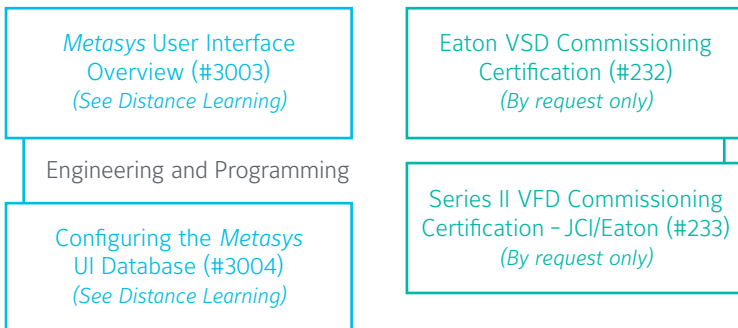 Metasys User Interface
Overview (#3003)
(See Distance Learning)
Engineering and Programming
Configuring the Metasys
UI Database (#3004)
(See Distance Learning)
Eaton VSD Commissioning
Certification (#232)
(By request only)
Series II VFD Commissioning
Certification – JCI/Eaton (#233)
(By request only)